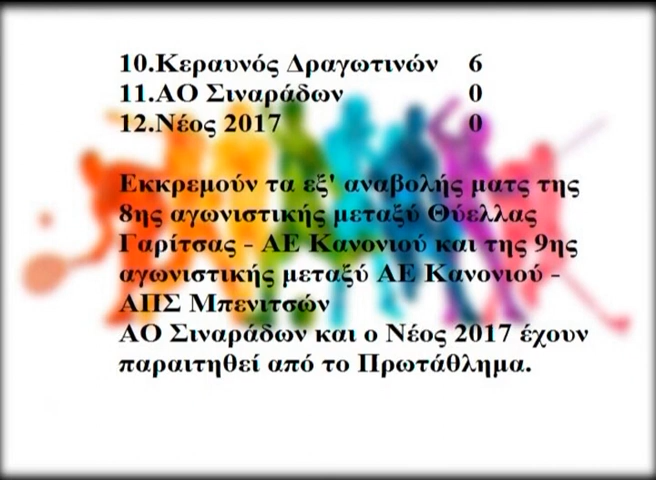 10.Κεραυνός Δραγωτινών 6
11.ΑΟ Σιναράδων 0
12.Νέος 2017 0
Εκκρεμούν τα εξ' αναβολής ματς της
8ης αγωνιστικής μεταξύ Θύελλας
Γαρίτσας - ΑΕ Κανονιού και της 9ης
αγωνιστικής μεταξύ ΑΕ Κανονιού -
ΑΠΣ Μπενιτσών
ΑΟ Σιναράδων και ο Νέος 2017 έχουν
παραιτηθεί από το Πρωτάθλημα.